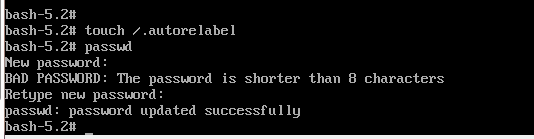 bash-5.2#
bash-5.2# touch /.autorelabel
bash-5.2# passwd
New password:
BAD PASSWORD: The password is shorter than 8 characters
Retype new password:
passwd: password updated successfully
bash-5.2# _